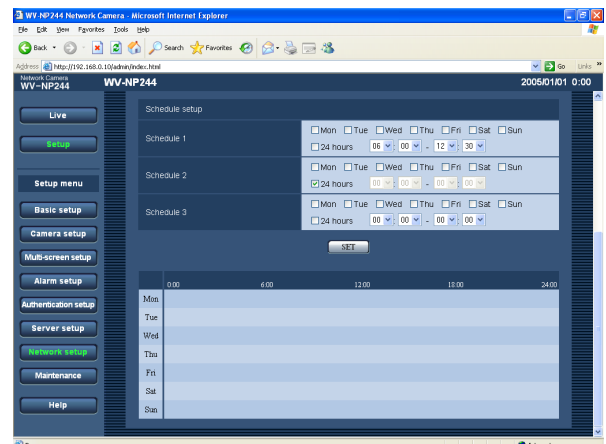 WV-NP244 Network Camera - Microsoft Internet Explorer
File Edit View Favorites Tools Help
Back Search Favorites
Address http://192.168.0.10/admin/index.html Go Links »
Network Camera
WV-NP244
WV-NP244
2005/01/01 0:00
Live
Setup
Setup menu
Basic setup
Camera setup
Multi-screen setup
Alarm setup
Authentication setup
Server setup
Network setup
Maintenance
Help
Schedule setup
Schedule 1
Mon Tue Wed Thu Fri Sat Sun
24 hours 06 : 00 - 12 : 30
Schedule 2
Mon Tue Wed Thu Fri Sat Sun
24 hours 00 : 00 - 00 : 00
Schedule 3
Mon Tue Wed Thu Fri Sat Sun
24 hours 00 : 00 - 00 : 00
SET
0:00 6:00 12:00 18:00 24:00
Mon
Tue
Wed
Thu
Fri
Sat
Sun